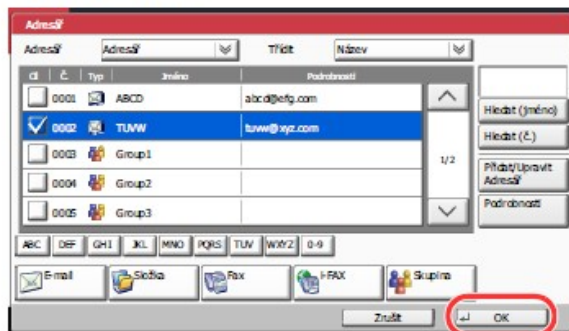 Adresář
Adresář Adresář Třídit Název
Cíl Č. Typ Jméno Podrobnosti
0001 ABCD abcd@efg.com
0002 TUVW tuvw@xyz.com
0003 Group1
0004 Group2
0005 Group3
1/2
Hledat (jméno)
Hledat (č.)
Přidat/Upravit
Adresář
Podrobnosti
ABC DEF GHI JKL MNO PQRS TUV WXYZ 0-9
E-mail Složka Fax i-FAX Skupina
Zrušit OK